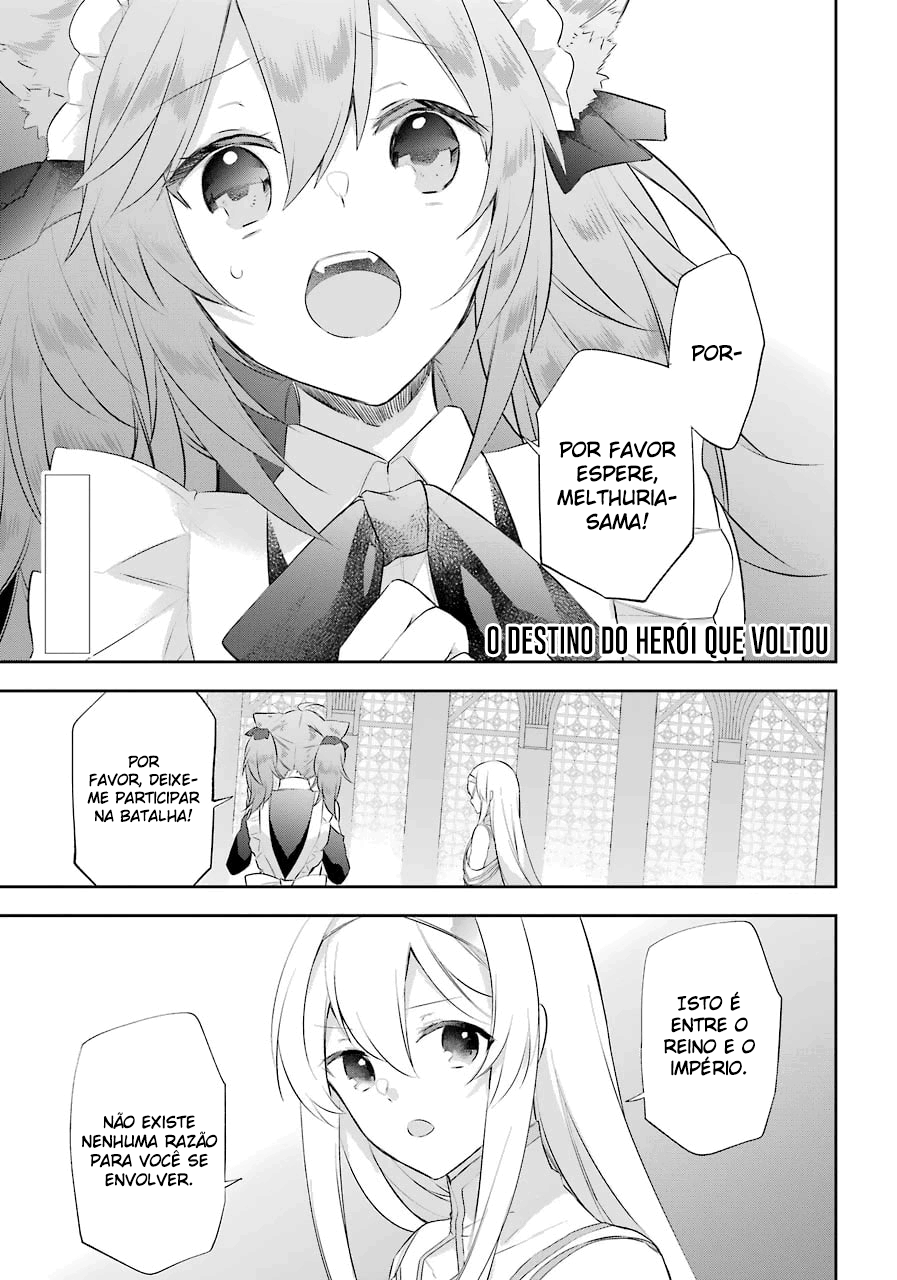 POR-
POR FAVOR
ESPERE,
MELTHURIA-
SAMA!
O DESTINO DO HERÓI QUE VOLTOU
POR
FAVOR, DEIXE-
ME PARTICIPAR
NA BATALHA!
ISTO É
ENTRE O
REINO E O
IMPÉRIO.
NÃO EXISTE
NENHUMA RAZÃO
PARA VOCÊ SE
ENVOLVER.